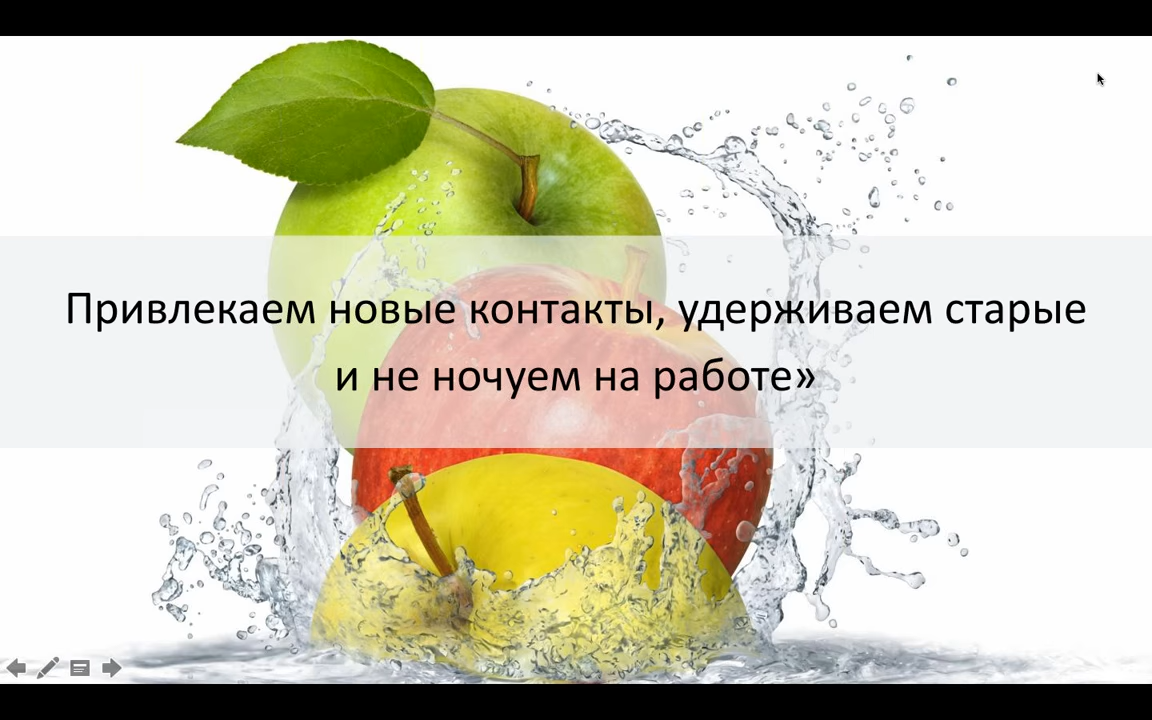 Привлекаем новые контакты, удерживаем старые
и не ночуем на работе»